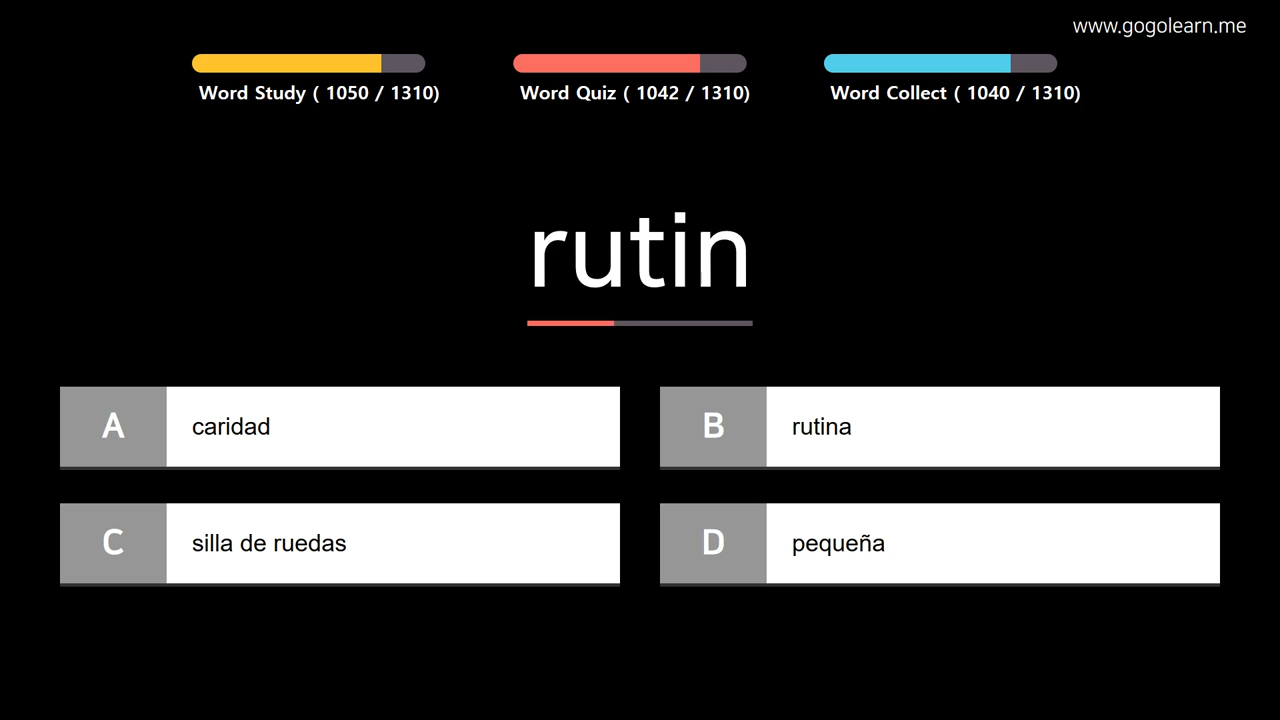 www.gogolearn.me
Word Study ( 1050 / 1310)
Word Quiz ( 1042 / 1310)
Word Collect ( 1040 / 1310)
rutin
A
caridad
B
rutina
C
silla de ruedas
D
pequeña